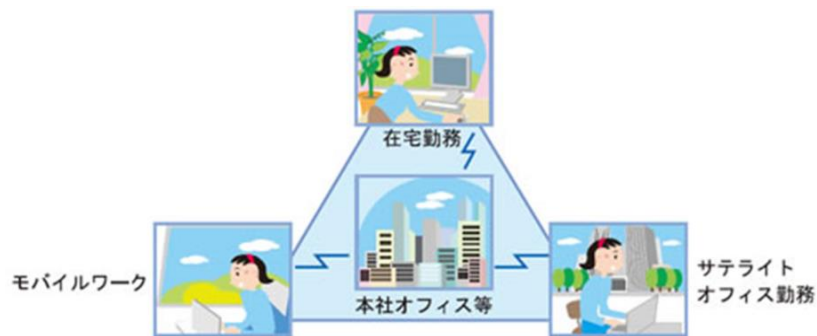 在宅勤務
モバイルワーク
本社オフィス等
サテライト
オフィス勤務